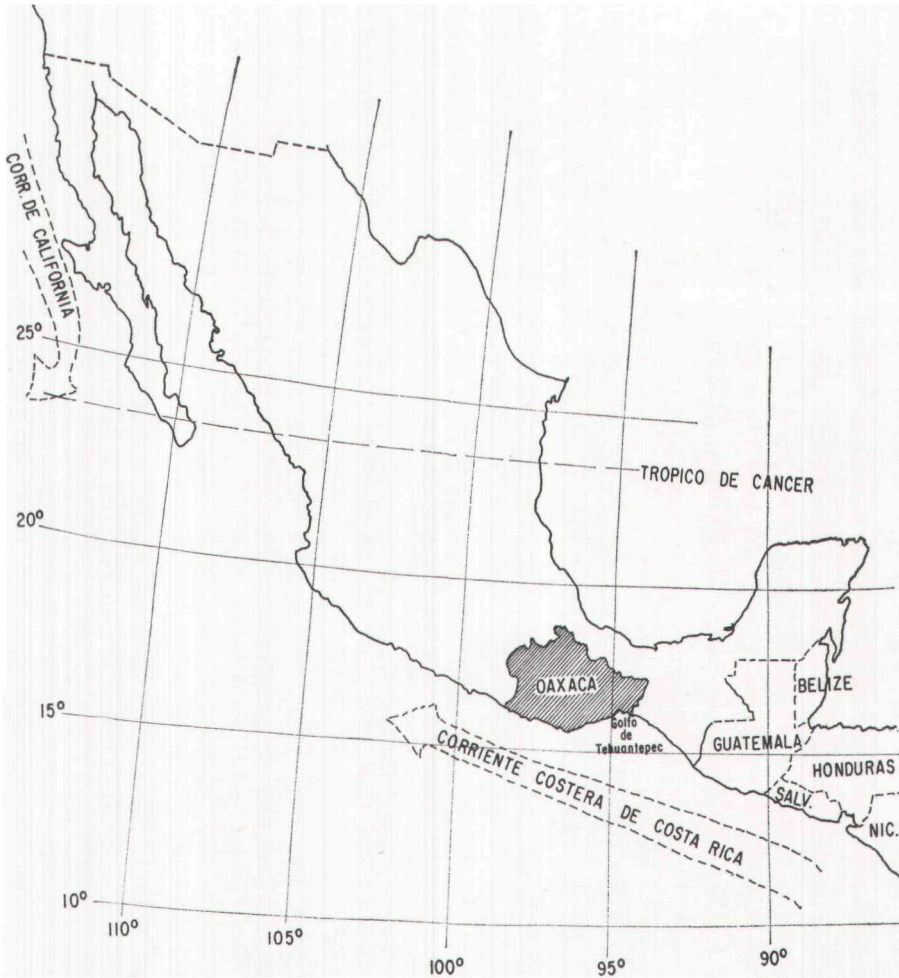 CORR. DE CALIFORNIA
25°
TROPICO DE CANCER
20°
OAXACA
BELIZE
15°
Golfo
de
Tehuantepec
GUATEMALA
CORRIENTE COSTERA DE COSTA RICA
HONDURAS
SALV.
NIC.
10°
110°
105°
100°
95°
90°